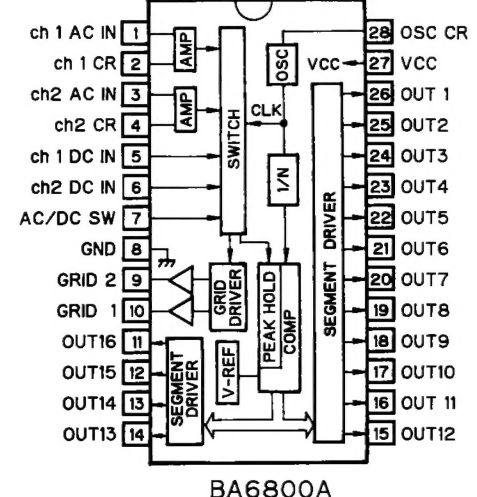 ch 1 AC IN 1
ch 1 CR 2
ch2 AC IN 3
ch2 CR 4
ch 1 DC IN 5
ch2 DC IN 6
AC/DC SW 7
GND 8
GRID 2 9
GRID 1 10
OUT16 11
OUT15 12
OUT14 13
OUT13 14
AMP
AMP
SWITCH
OSC
CLK
1/N
GRID
DRIVER
PEAK HOLD
COMP
V-REF
SEGMENT
DRIVER
SEGMENT DRIVER
VCC
28 OSC CR
27 VCC
26 OUT 1
25 OUT2
24 OUT3
23 OUT4
22 OUT5
21 OUT6
20 OUT7
19 OUT8
18 OUT9
17 OUT10
16 OUT 11
15 OUT12
BA6800A